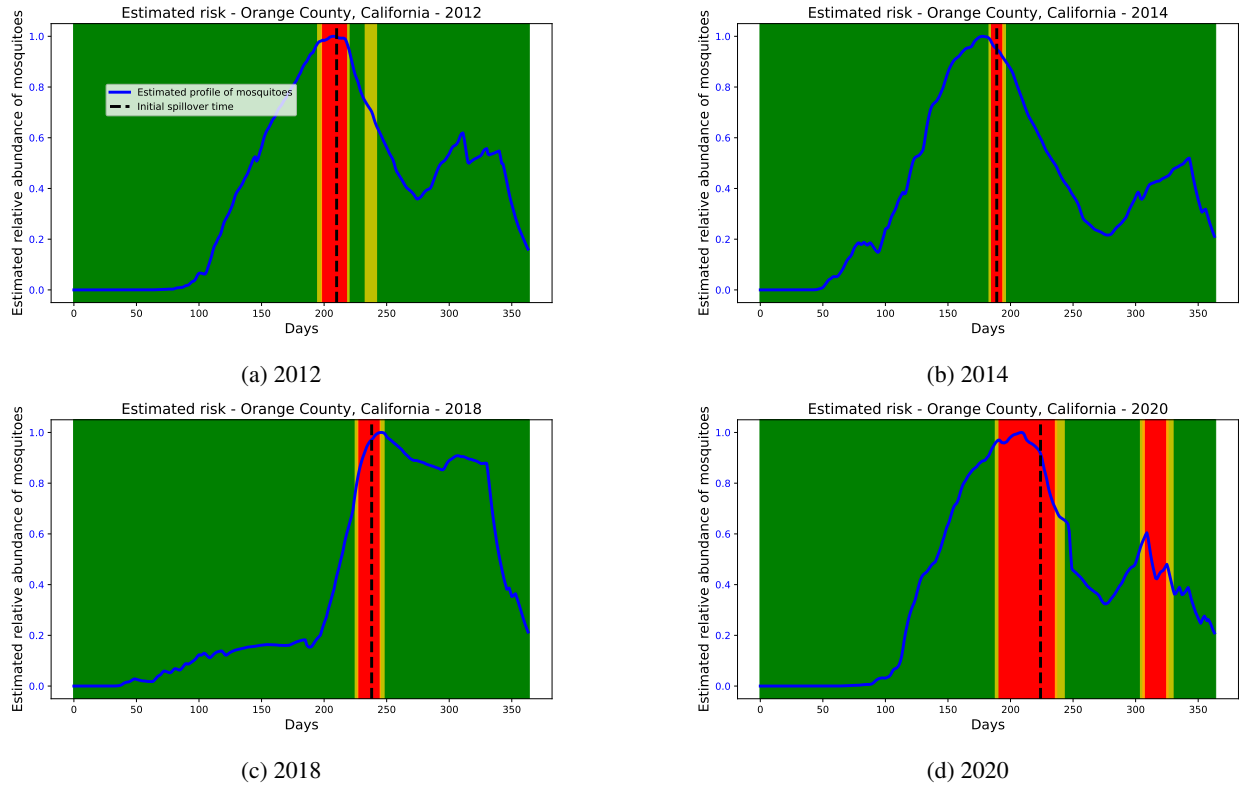 Estimated risk - Orange County, California - 2012
Estimated relative abundance of mosquitoes
1.0
0.8
0.6
0.4
0.2
0.0
Estimated profile of mosquitoes
Initial spillover time
0 50 100 150 200 250 300 350
Days
(a) 2012
Estimated risk - Orange County, California - 2014
Estimated relative abundance of mosquitoes
1.0
0.8
0.6
0.4
0.2
0.0
0 50 100 150 200 250 300 350
Days
(b) 2014
Estimated risk - Orange County, California - 2018
Estimated relative abundance of mosquitoes
1.0
0.8
0.6
0.4
0.2
0.0
0 50 100 150 200 250 300 350
Days
(c) 2018
Estimated risk - Orange County, California - 2020
Estimated relative abundance of mosquitoes
1.0
0.8
0.6
0.4
0.2
0.0
0 50 100 150 200 250 300 350
Days
(d) 2020